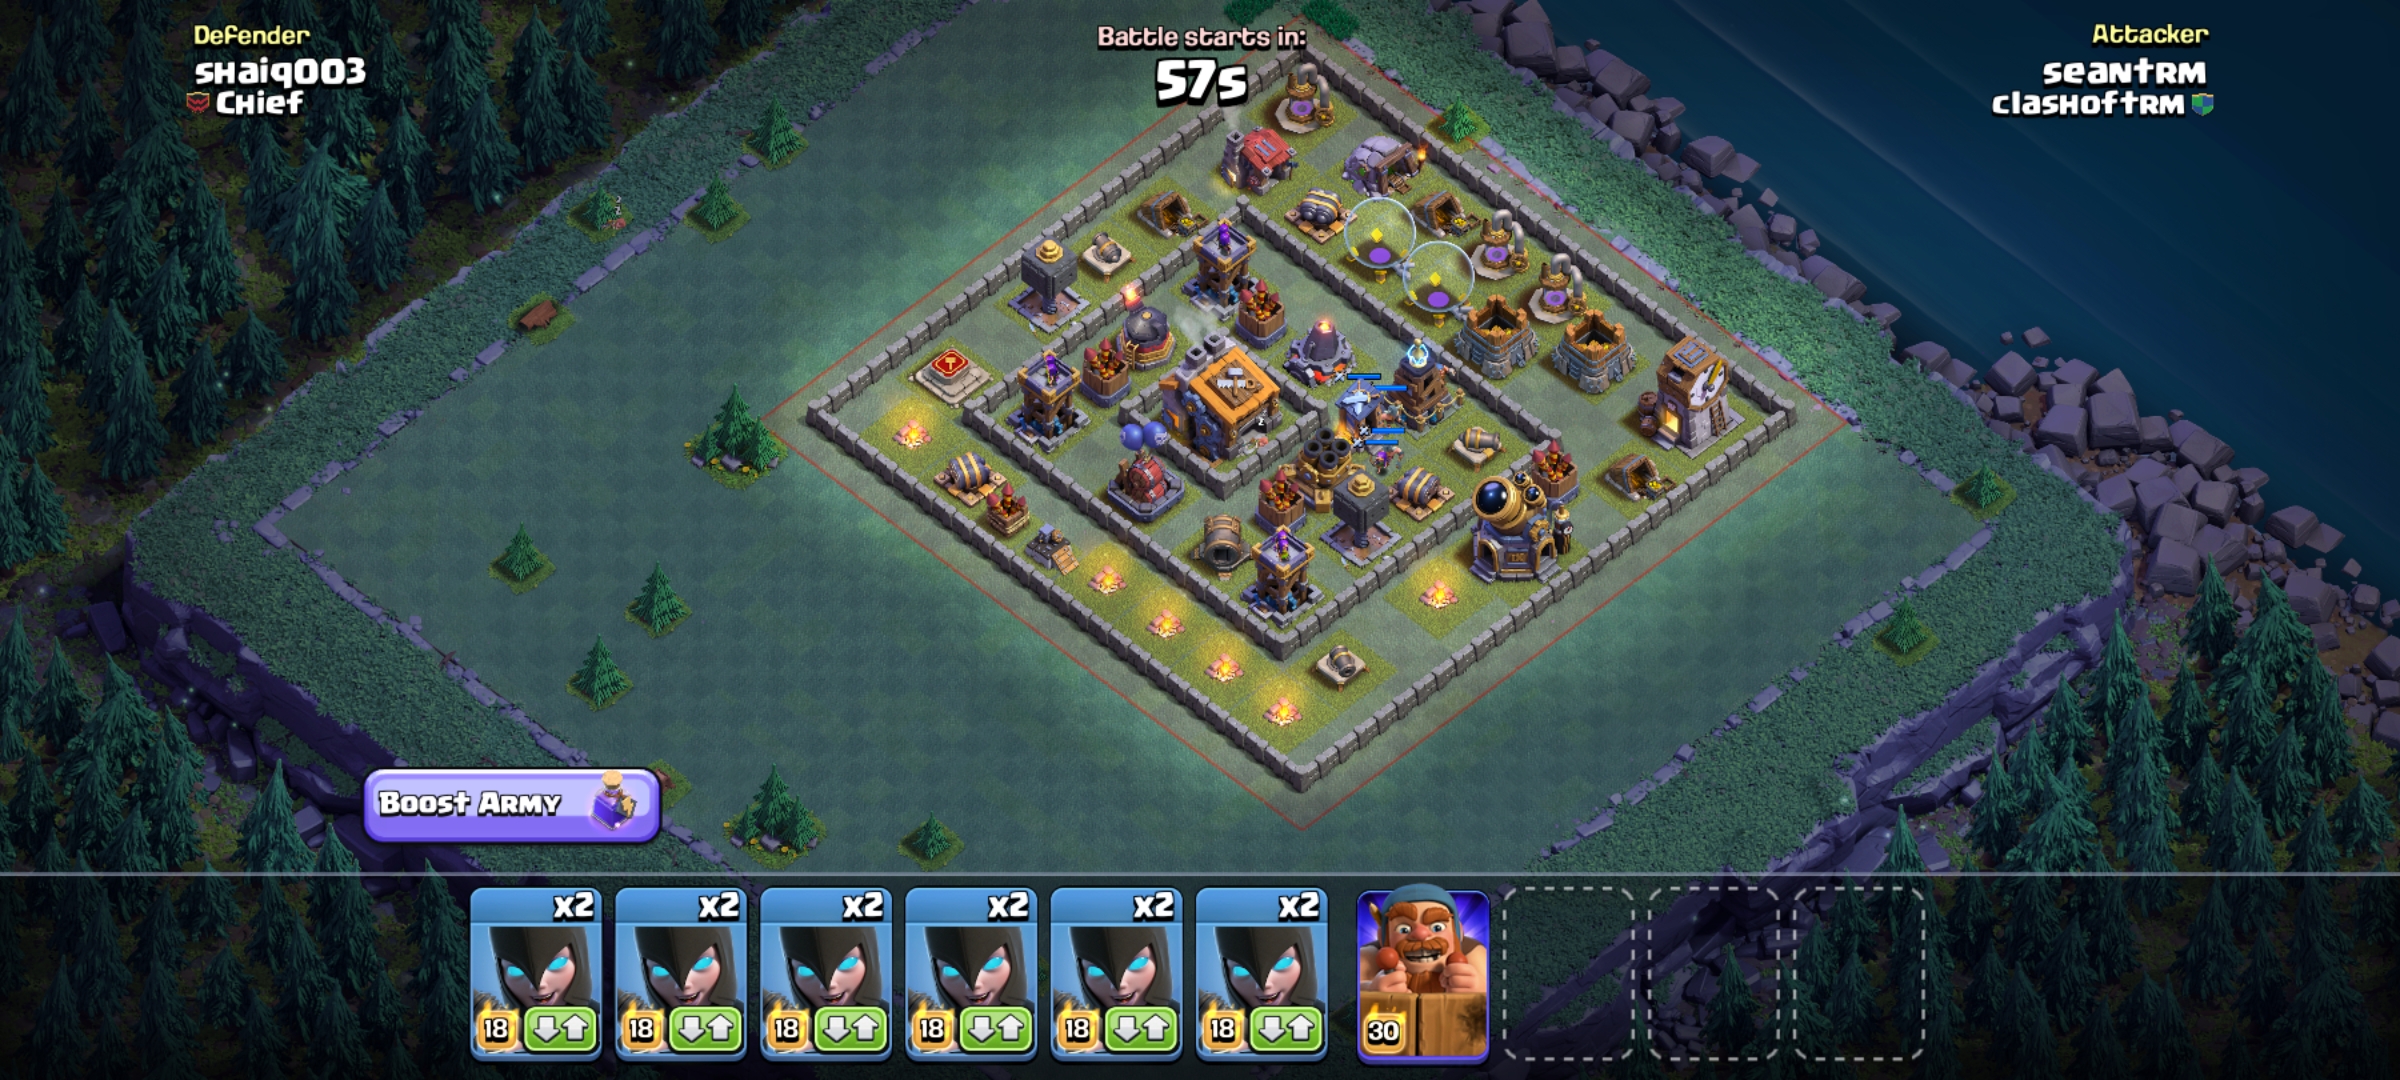 Defender
shaiq003
Chief
Battle starts in:
57s
Attacker
seantRM
clashoftRM
Boost Army
x2 x2 x2 x2 x2 x2
18 18 18 18 18 18 30